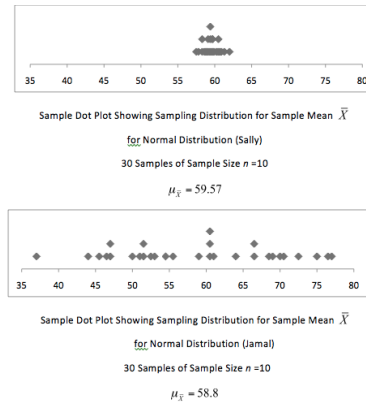 35 40 45 50 55 60 65 70 75 80
Sample Dot Plot Showing Sampling Distribution for Sample Mean X̅
for Normal Distribution (Sally)
30 Samples of Sample Size n =10
μ_X̅ = 59.57
35 40 45 50 55 60 65 70 75 80
Sample Dot Plot Showing Sampling Distribution for Sample Mean X̅
for Normal Distribution (Jamal)
30 Samples of Sample Size n =10
μ_X̅ = 58.8